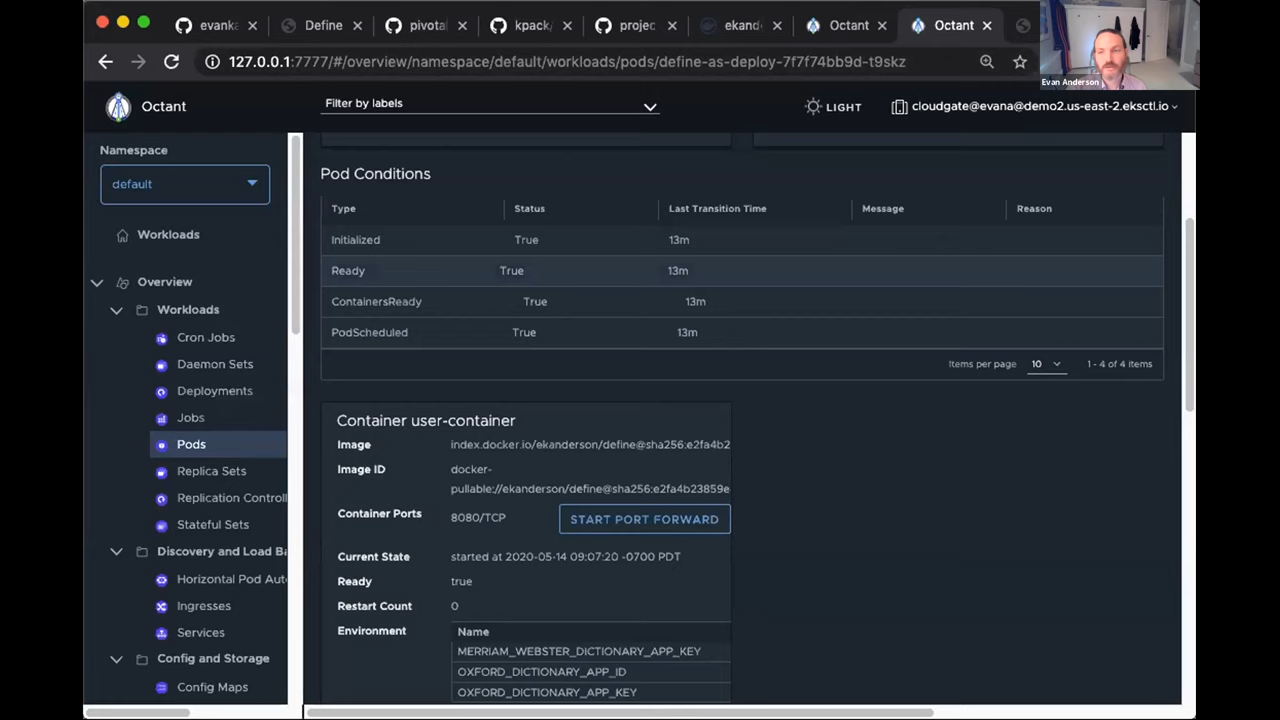 evanka
Define
pivotal
kpack/
projec
ekande
Octant
Octant
127.0.0.1:7777/#/overview/namespace/default/workloads/pods/define-as-deploy-7f7f74bb9d-t9skz
Evan Anderson
Octant
Filter by labels
LIGHT
cloudgate@evana@demo2.us-east-2.eksctl.io
Namespace
default
Workloads
Overview
Workloads
Cron Jobs
Daemon Sets
Deployments
Jobs
Pods
Replica Sets
Replication Controll
Stateful Sets
Discovery and Load Ba
Horizontal Pod Aut
Ingresses
Services
Config and Storage
Config Maps
Pod Conditions
Type Status Last Transition Time Message Reason
Initialized True 13m
Ready True 13m
ContainersReady True 13m
PodScheduled True 13m
Items per page 10 1 - 4 of 4 items
Container user-container
Image index.docker.io/ekanderson/define@sha256:e2fa4b2
Image ID docker-
pullable://ekanderson/define@sha256:e2fa4b23859e
Container Ports 8080/TCP START PORT FORWARD
Current State started at 2020-05-14 09:07:20 -0700 PDT
Ready true
Restart Count 0
Environment Name
MERRIAM_WEBSTER_DICTIONARY_APP_KEY
OXFORD_DICTIONARY_APP_ID
OXFORD_DICTIONARY_APP_KEY